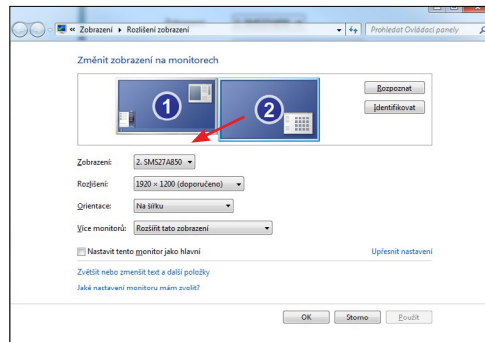 « Zobrazení ▸ Rozlišení zobrazení
Prohledat Ovládací panely
Změnit zobrazení na monitorech
1
2
Rozpoznat
Identifikovat
Zobrazení: 2. SMS27A850
Rozlišení: 1920 × 1200 (doporučeno)
Orientace: Na šířku
Více monitorů: Rozšířit tato zobrazení
Nastavit tento monitor jako hlavní
Upřesnit nastavení
Zvětšit nebo zmenšit text a další položky
Jaké nastavení monitoru mám zvolit?
OK Storno Použít